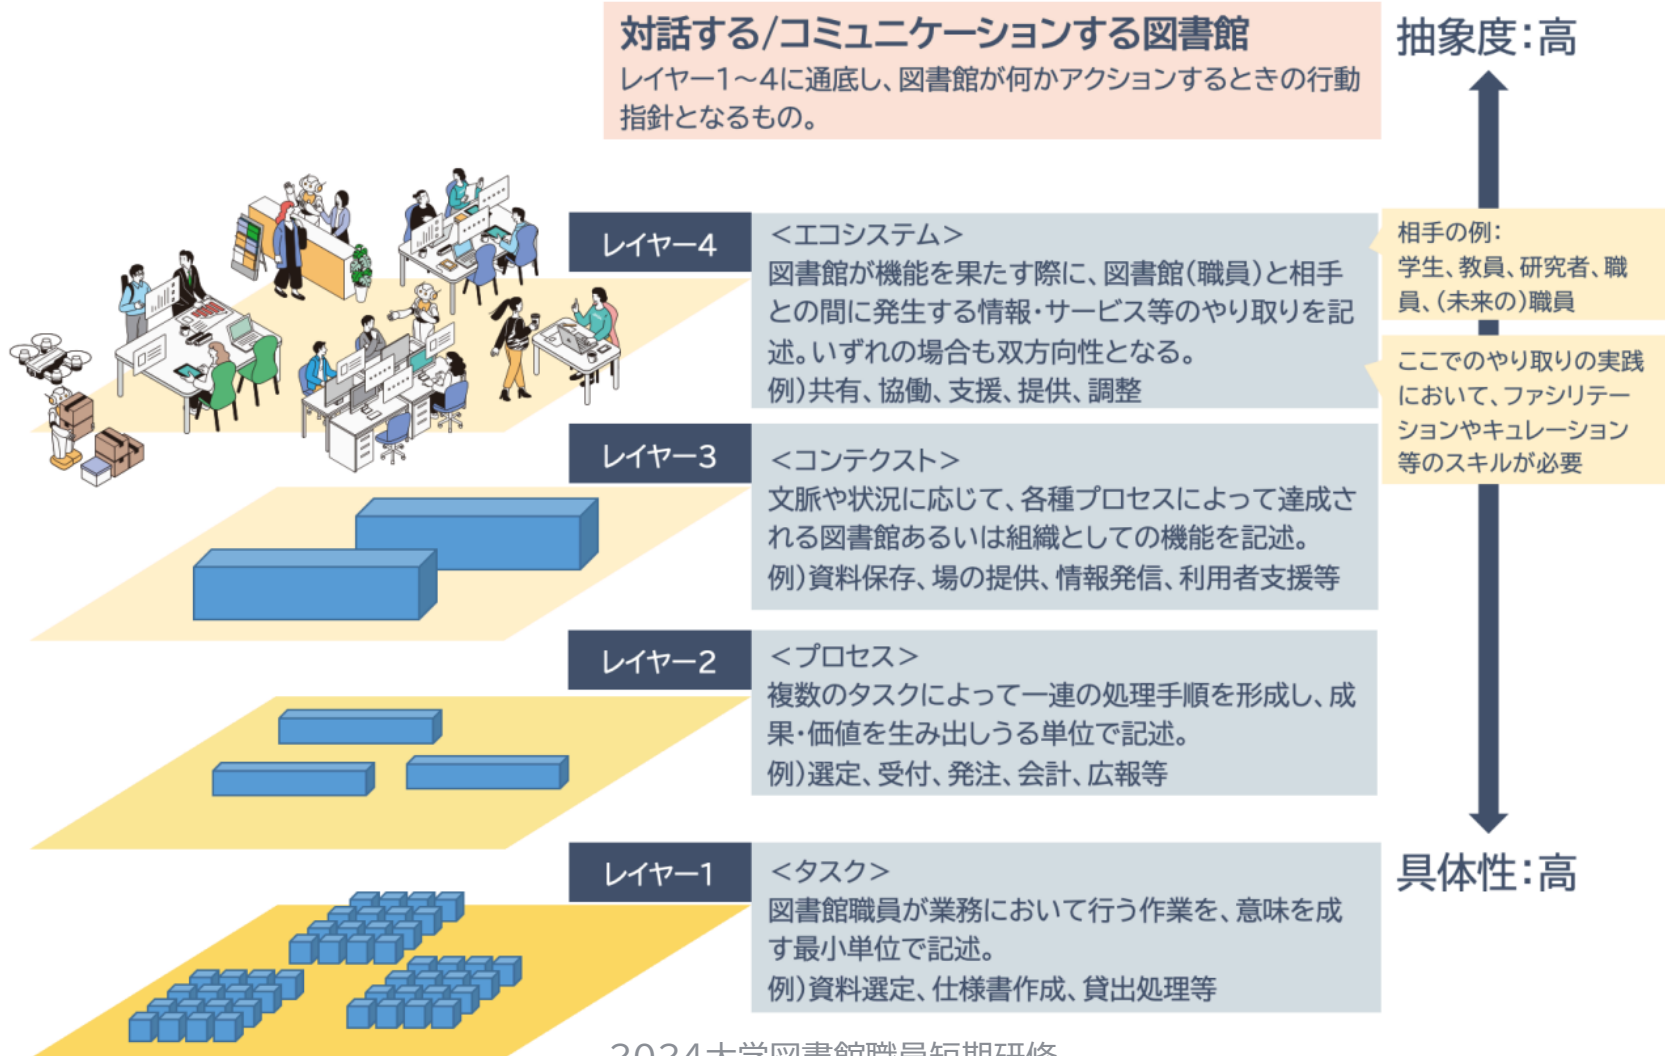 対話する/コミュニケーションする図書館
レイヤー1～4に通底し、図書館が何かアクションするときの行動
指針となるもの。
抽象度：高
レイヤー4
＜エコシステム＞
図書館が機能を果たす際に、図書館(職員)と相手
との間に発生する情報・サービス等のやり取りを記
述。いずれの場合も双方向性となる。
例)共有、協働、支援、提供、調整
相手の例：
学生、教員、研究者、職
員、(未来の)職員
ここでのやり取りの実践
において、ファシリテー
ションやキュレーション
等のスキルが必要
レイヤー3
＜コンテクスト＞
文脈や状況に応じて、各種プロセスによって達成さ
れる図書館あるいは組織としての機能を記述。
例)資料保存、場の提供、情報発信、利用者支援等
レイヤー2
＜プロセス＞
複数のタスクによって一連の処理手順を形成し、成
果・価値を生み出しうる単位で記述。
例)選定、受付、発注、会計、広報等
レイヤー1
＜タスク＞
図書館職員が業務において行う作業を、意味を成
す最小単位で記述。
例)資料選定、仕様書作成、貸出処理等
具体性：高
2024大学図書館職員短期研修